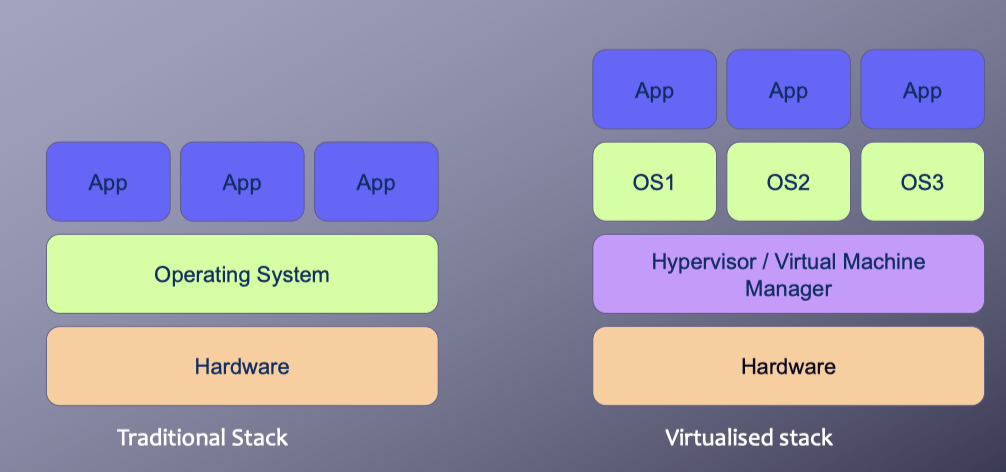 App
App
App
Operating System
Hardware
Traditional Stack
App
App
App
OS1
OS2
OS3
Hypervisor / Virtual Machine
Manager
Hardware
Virtualised stack